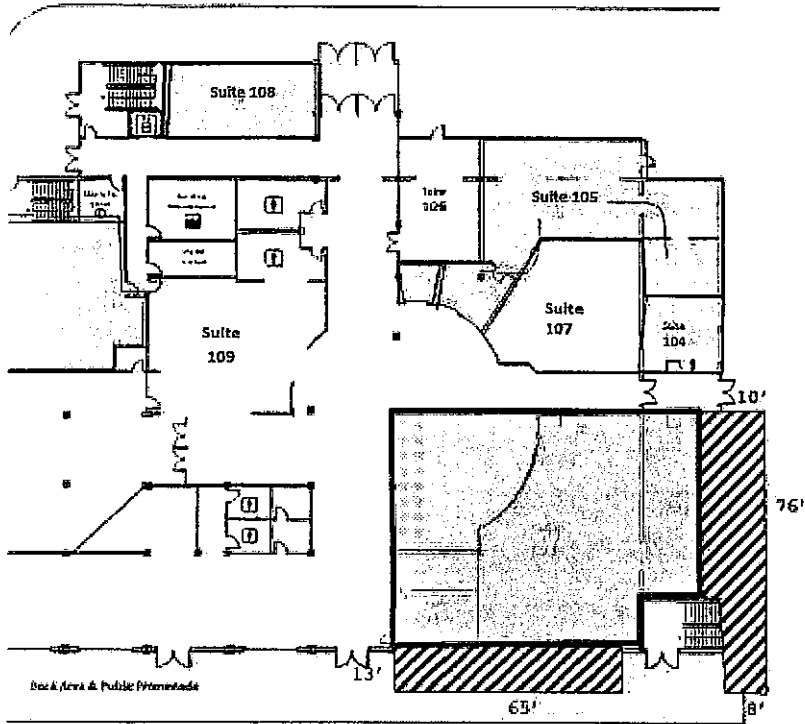 Suite 108
Suite 105
Suite
107
Suite
104
Suite
109
10'
76'
13'
65'
8'
Dock Area & Public Promenade